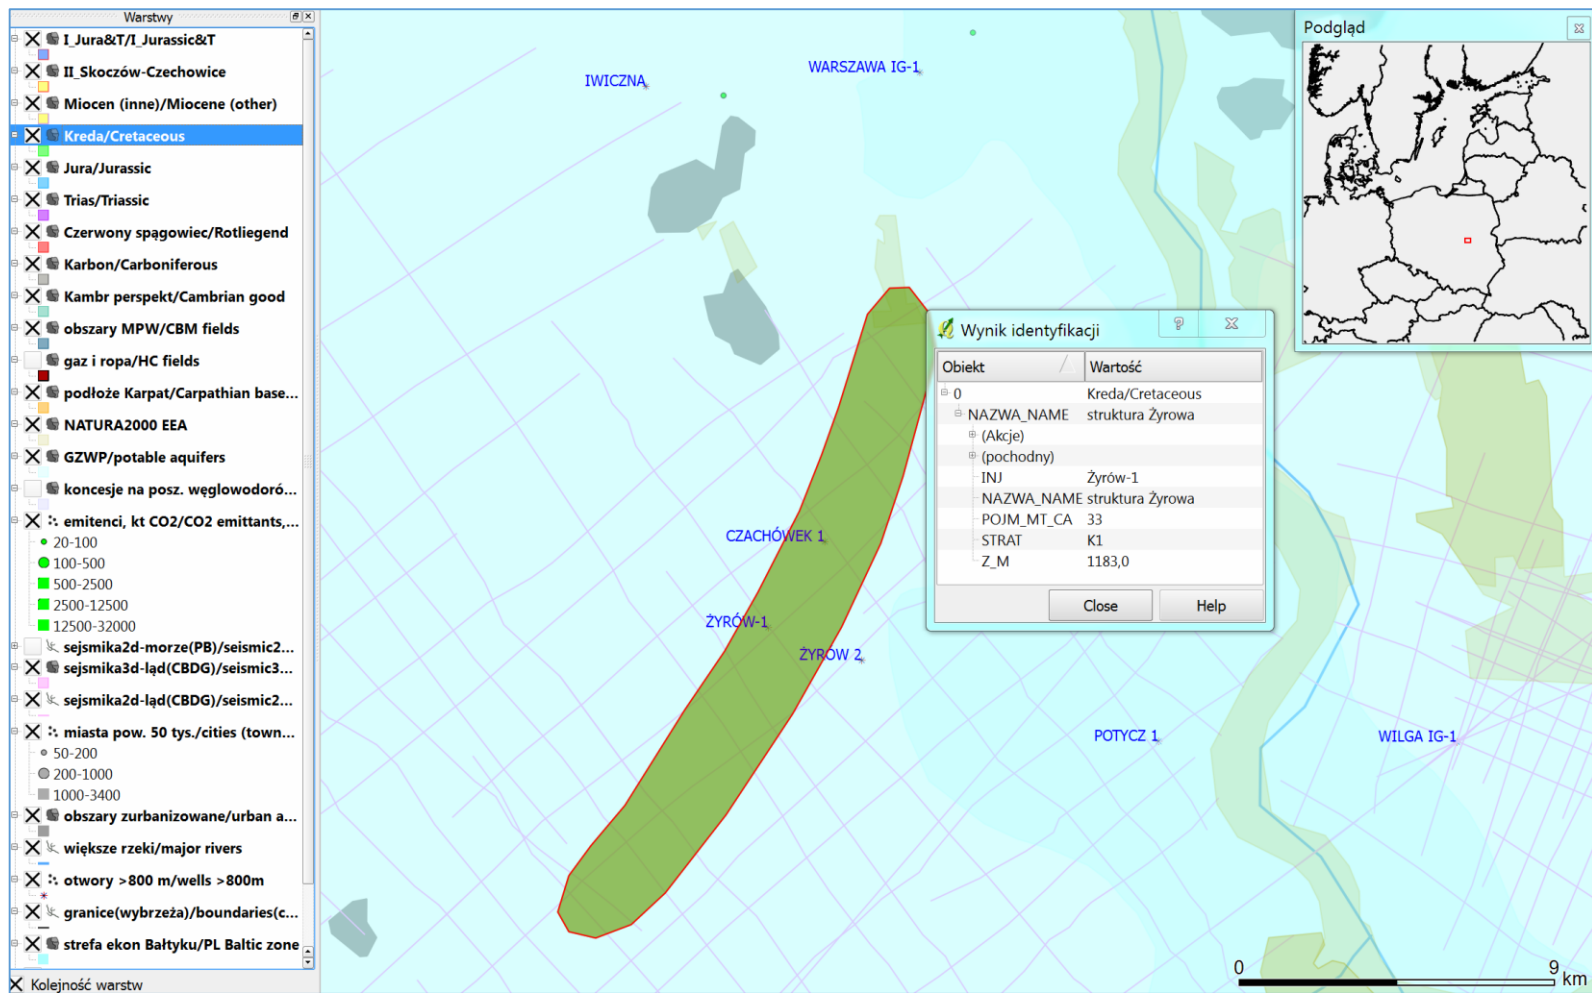 Warstwy
I_Jura&T/I_Jurassic&T
II_Skoczów-Czechowice
Miocen (inne)/Miocene (other)
Kreda/Cretaceous
Jura/Jurassic
Trias/Triassic
Czerwony spągowiec/Rotliegend
Karbon/Carboniferous
Kambr perspekt/Cambrian good
obszary MPW/CBM fields
gaz i ropa/HC fields
podłoże Karpat/Carpathian base...
NATURA2000 EEA
GZWP/potable aquifers
koncesje na posz. węglowodoró...
emitenci, kt CO2/CO2 emittants,...
20-100
100-500
500-2500
2500-12500
12500-32000
sejsmika2d-morze(PB)/seismic2...
sejsmika3d-ląd(CBDG)/seismic3...
sejsmika2d-ląd(CBDG)/seismic2...
miasta pow. 50 tys./cities (town...
50-200
200-1000
1000-3400
obszary zurbanizowane/urban a...
większe rzeki/major rivers
otwory >800 m/wells >800m
granice(wybrzeża)/boundaries(c...
strefa ekon Bałtyku/PL Baltic zone
Kolejność warstw
IWICZNA
WARSZAWA IG-1
CZACHÓWEK 1
ŻYRÓW-1
ŻYROW 2
POTYCZ 1
WILGA IG-1
Podgląd
Wynik identyfikacji
Obiekt Wartość
0 Kreda/Cretaceous
NAZWA_NAME struktura Żyrowa
(Akcje)
(pochodny)
INJ Żyrów-1
NAZWA_NAME struktura Żyrowa
POJM_MT_CA 33
STRAT K1
Z_M 1183,0
Close Help
0 9 km